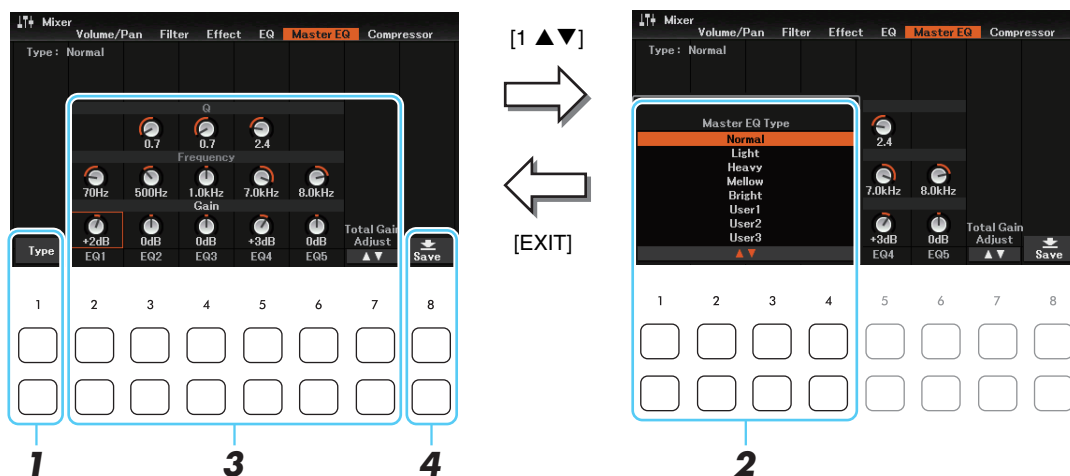 Mixer
Volume/Pan Filter Effect EQ Master EQ Compressor
Type : Normal
Q
0.7 0.7 2.4
Frequency
70Hz 500Hz 1.0kHz 7.0kHz 8.0kHz
Gain
+2dB 0dB 0dB +3dB 0dB
Total Gain Adjust
Type EQ1 EQ2 EQ3 EQ4 EQ5 ▲▼ Save
1 2 3 4 5 6 7 8
1 3 4
[1 ▲▼]
[EXIT]
Mixer
Volume/Pan Filter Effect EQ Master EQ Compressor
Type : Normal
Master EQ Type
Normal
Light
Heavy
Mellow
Bright
User1
User2
User3
▲▼
2.4
7.0kHz 8.0kHz
+3dB 0dB
Total Gain
Adjust
EQ4 EQ5 ▲▼ Save
1 2 3 4 5 6 7 8
2